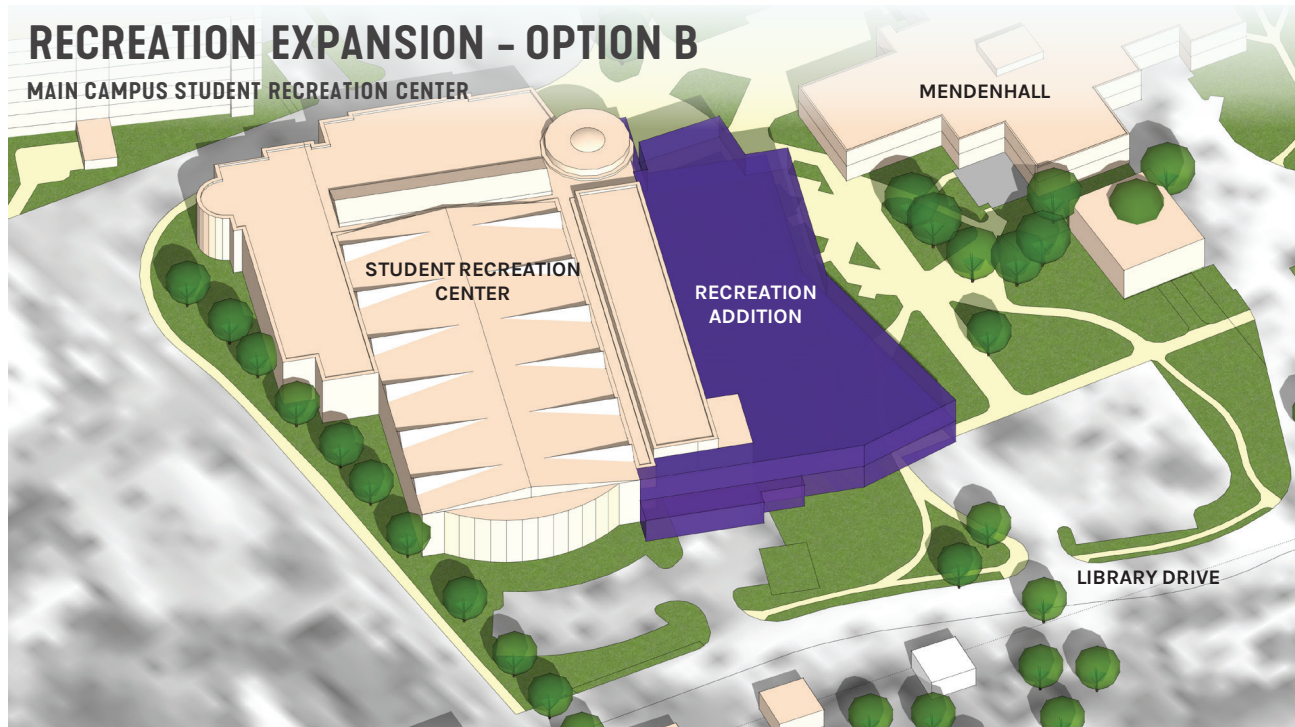 RECREATION EXPANSION – OPTION B
MAIN CAMPUS STUDENT RECREATION CENTER
MENDENHALL
STUDENT RECREATION
CENTER
RECREATION
ADDITION
LIBRARY DRIVE